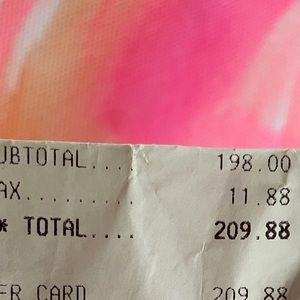 UBTOTAL.... 198.00
AX......... 11.88
* TOTAL.... 209.88
ER CARD 209.88